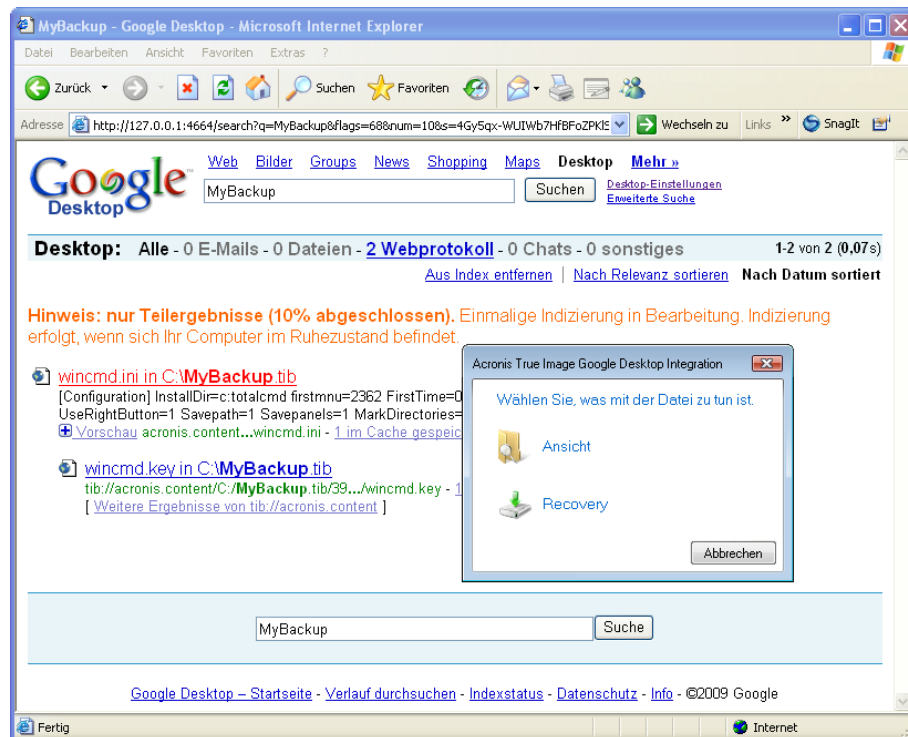 MyBackup - Google Desktop - Microsoft Internet Explorer
Datei Bearbeiten Ansicht Favoriten Extras ?
Zurück Suchen Favoriten
Adresse http://127.0.0.1:4664/search?q=MyBackup&flags=68&num=10&s=4Gy5qx-WUIWb7HfBFoZPKlE Wechseln zu Links » SnagIt
Google Desktop
Web Bilder Groups News Shopping Maps Desktop Mehr »
MyBackup Suchen Desktop-Einstellungen
Erweiterte Suche
Desktop: Alle - 0 E-Mails - 0 Dateien - 2 Webprotokoll - 0 Chats - 0 sonstiges 1-2 von 2 (0,07s)
Aus Index entfernen | Nach Relevanz sortieren Nach Datum sortiert
Hinweis: nur Teilergebnisse (10% abgeschlossen). Einmalige Indizierung in Bearbeitung. Indizierung
erfolgt, wenn sich Ihr Computer im Ruhezustand befindet.
wincmd.ini in C:\MyBackup.tib
[Configuration] InstallDir=c:totalcmd firstmnu=2362 FirstTime=0
UseRightButton=1 Savepath=1 Savepanels=1 MarkDirectories=
Vorschau acronis.content...wincmd.ini - 1 im Cache gespeic
wincmd.key in C:\MyBackup.tib
tib://acronis.content/C:/MyBackup.tib/39.../wincmd.key - 1
[ Weitere Ergebnisse von tib://acronis.content ]
Acronis True Image Google Desktop Integration
Wählen Sie, was mit der Datei zu tun ist.
Ansicht
Recovery
Abbrechen
MyBackup Suche
Google Desktop – Startseite - Verlauf durchsuchen - Indexstatus - Datenschutz - Info - ©2009 Google
Fertig Internet